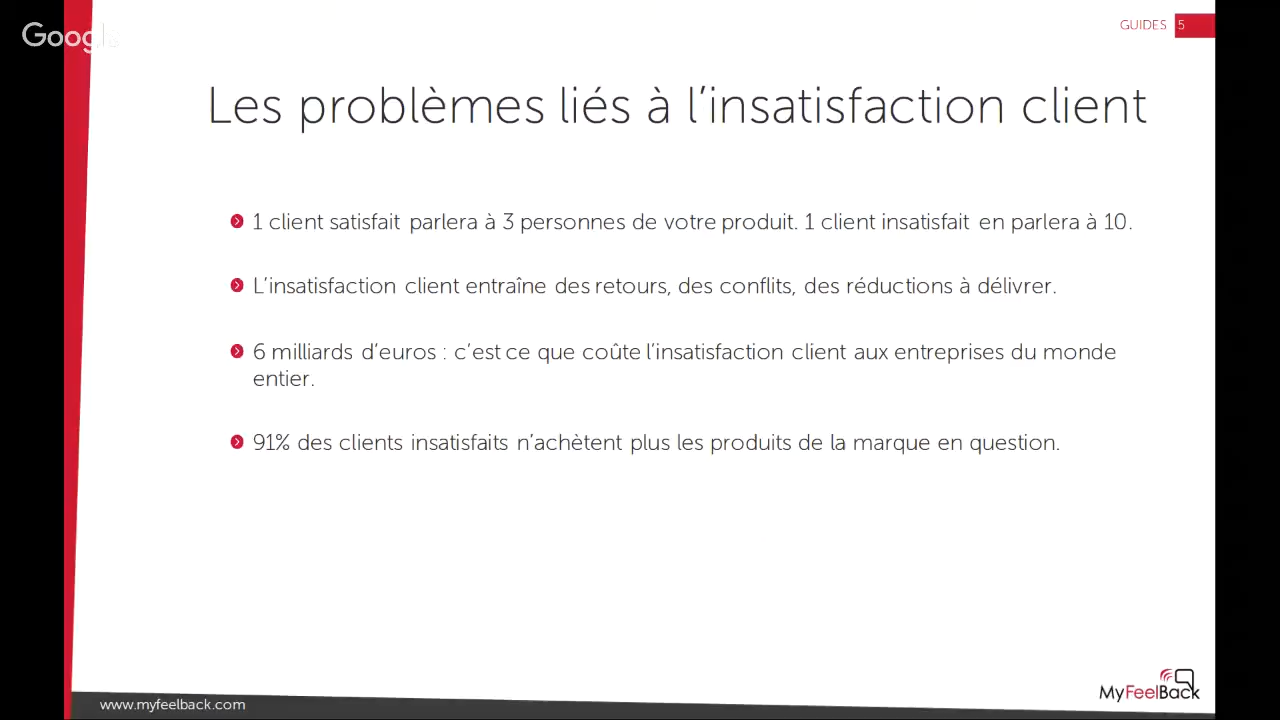 Google
GUIDES 5
Les problèmes liés à l’insatisfaction client
1 client satisfait parlera à 3 personnes de votre produit. 1 client insatisfait en parlera à 10.
L’insatisfaction client entraîne des retours, des conflits, des réductions à délivrer.
6 milliards d’euros : c’est ce que coûte l’insatisfaction client aux entreprises du monde
entier.
91% des clients insatisfaits n’achètent plus les produits de la marque en question.
www.myfeelback.com
MyFeelBack